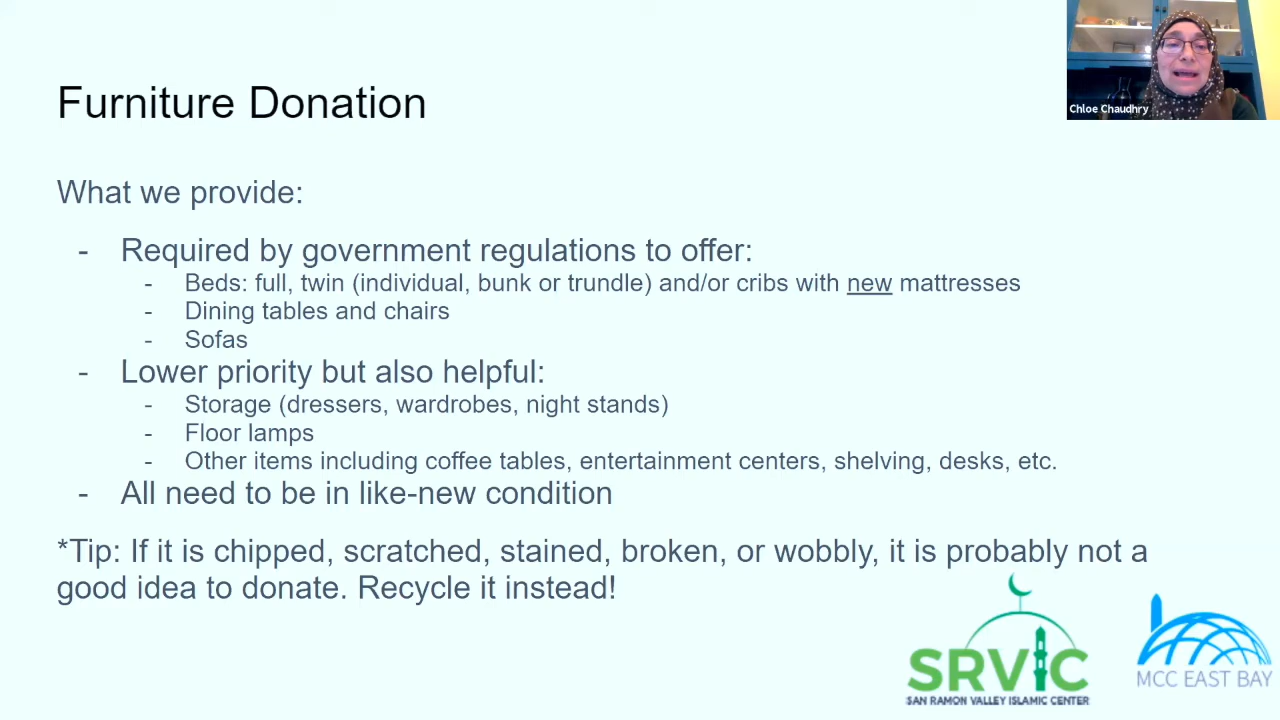 Chloe Chaudhry
Furniture Donation
What we provide:
- Required by government regulations to offer:
- Beds: full, twin (individual, bunk or trundle) and/or cribs with new mattresses
- Dining tables and chairs
- Sofas
- Lower priority but also helpful:
- Storage (dressers, wardrobes, night stands)
- Floor lamps
- Other items including coffee tables, entertainment centers, shelving, desks, etc.
- All need to be in like-new condition
*Tip: If it is chipped, scratched, stained, broken, or wobbly, it is probably not a
good idea to donate. Recycle it instead!
SRVIC
SAN RAMON VALLEY ISLAMIC CENTER
MCC EAST BAY